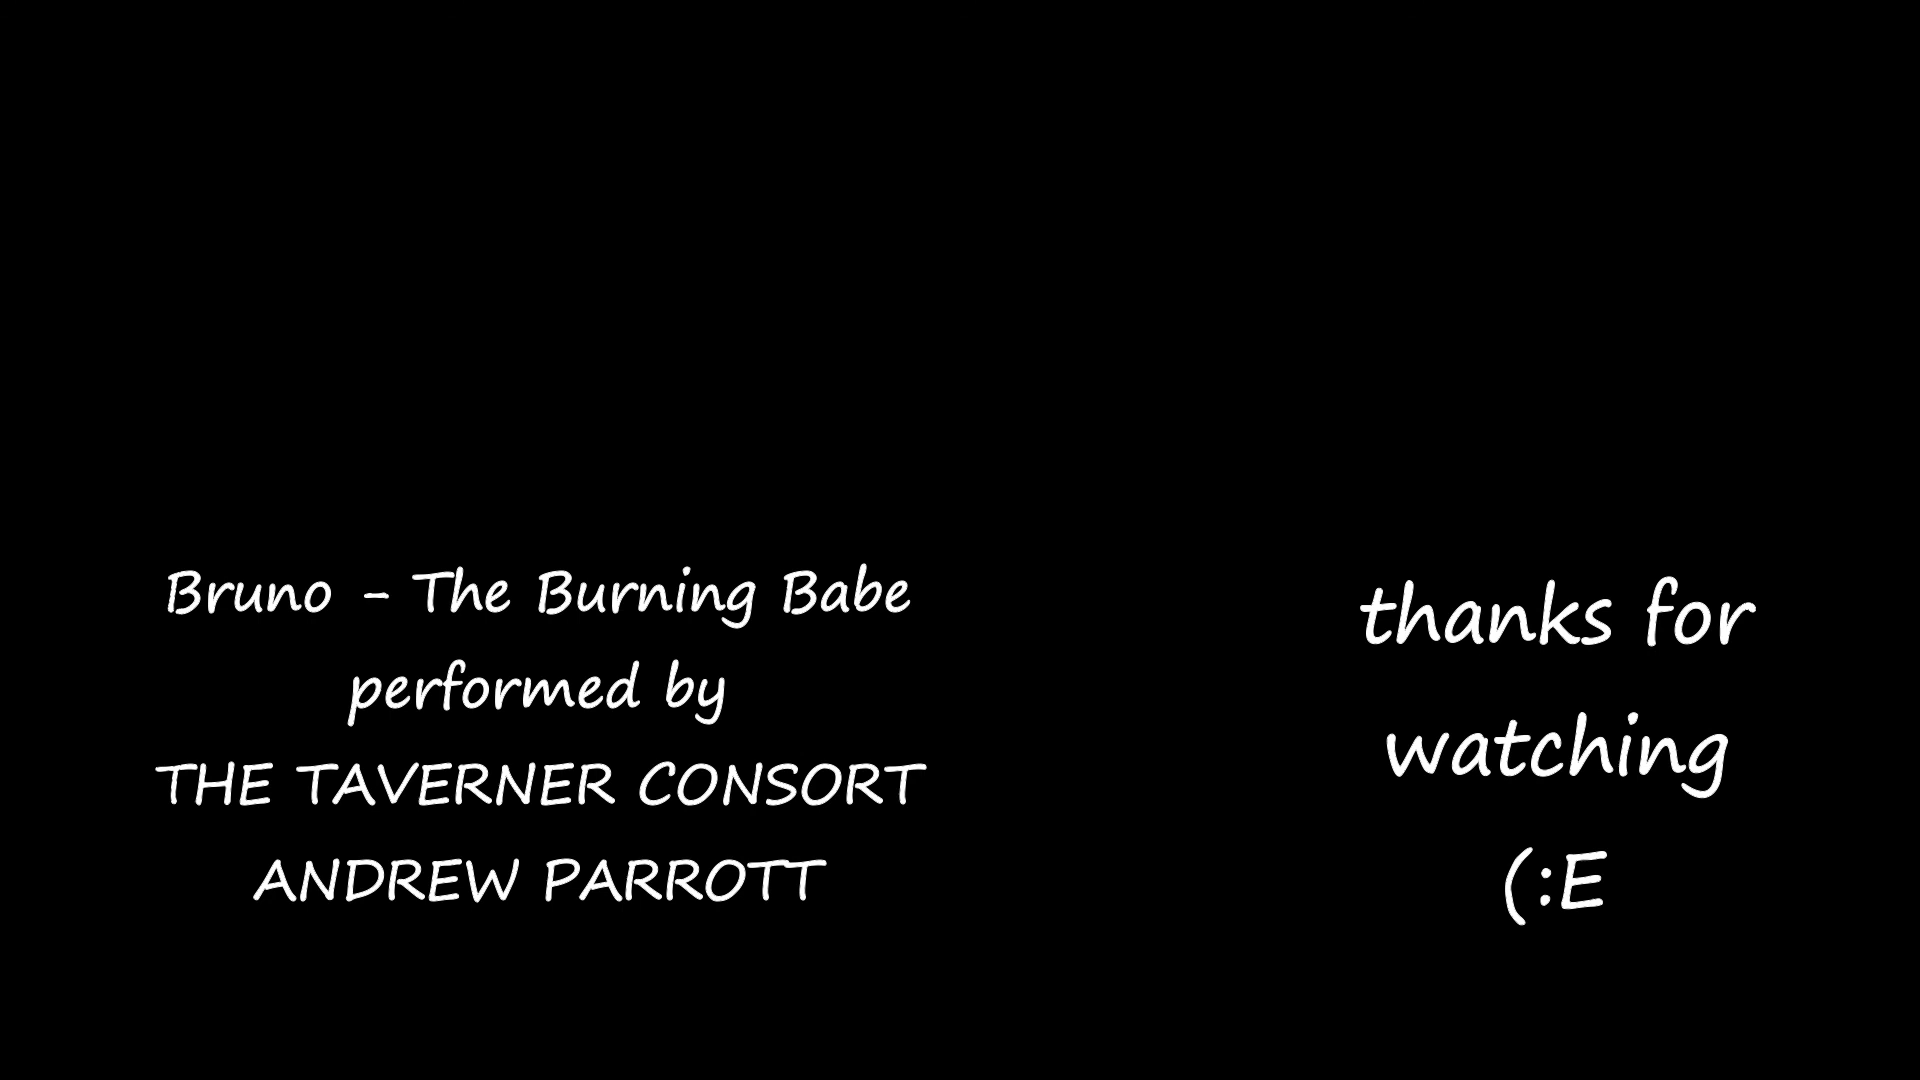 Bruno - The Burning Babe
performed by
THE TAVERNER CONSORT
ANDREW PARROTT
thanks for
watching
(:E